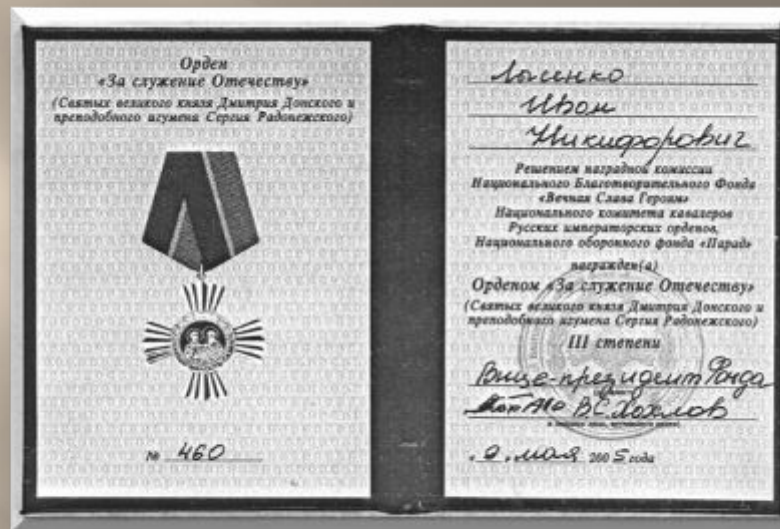 Орден
«За служение Отечеству»
(Святых великого князя Дмитрия Донского и
преподобного игумена Сергия Радонежского)
№ 460
Лысенко
Иван
Никифорович
Решением наградной комиссии
Национального Благотворительного Фонда
«Вечная Слава Героям»
Национального комитета кавалеров
Русских императорских орденов,
Национального оборонного фонда «Парад»
награжден(а)
Орденом «За служение Отечеству»
(Святых великого князя Дмитрия Донского и
преподобного игумена Сергия Радонежского)
III степени
Вице-президент Фонда
В.С. Хохлов
9 мая 2005 года